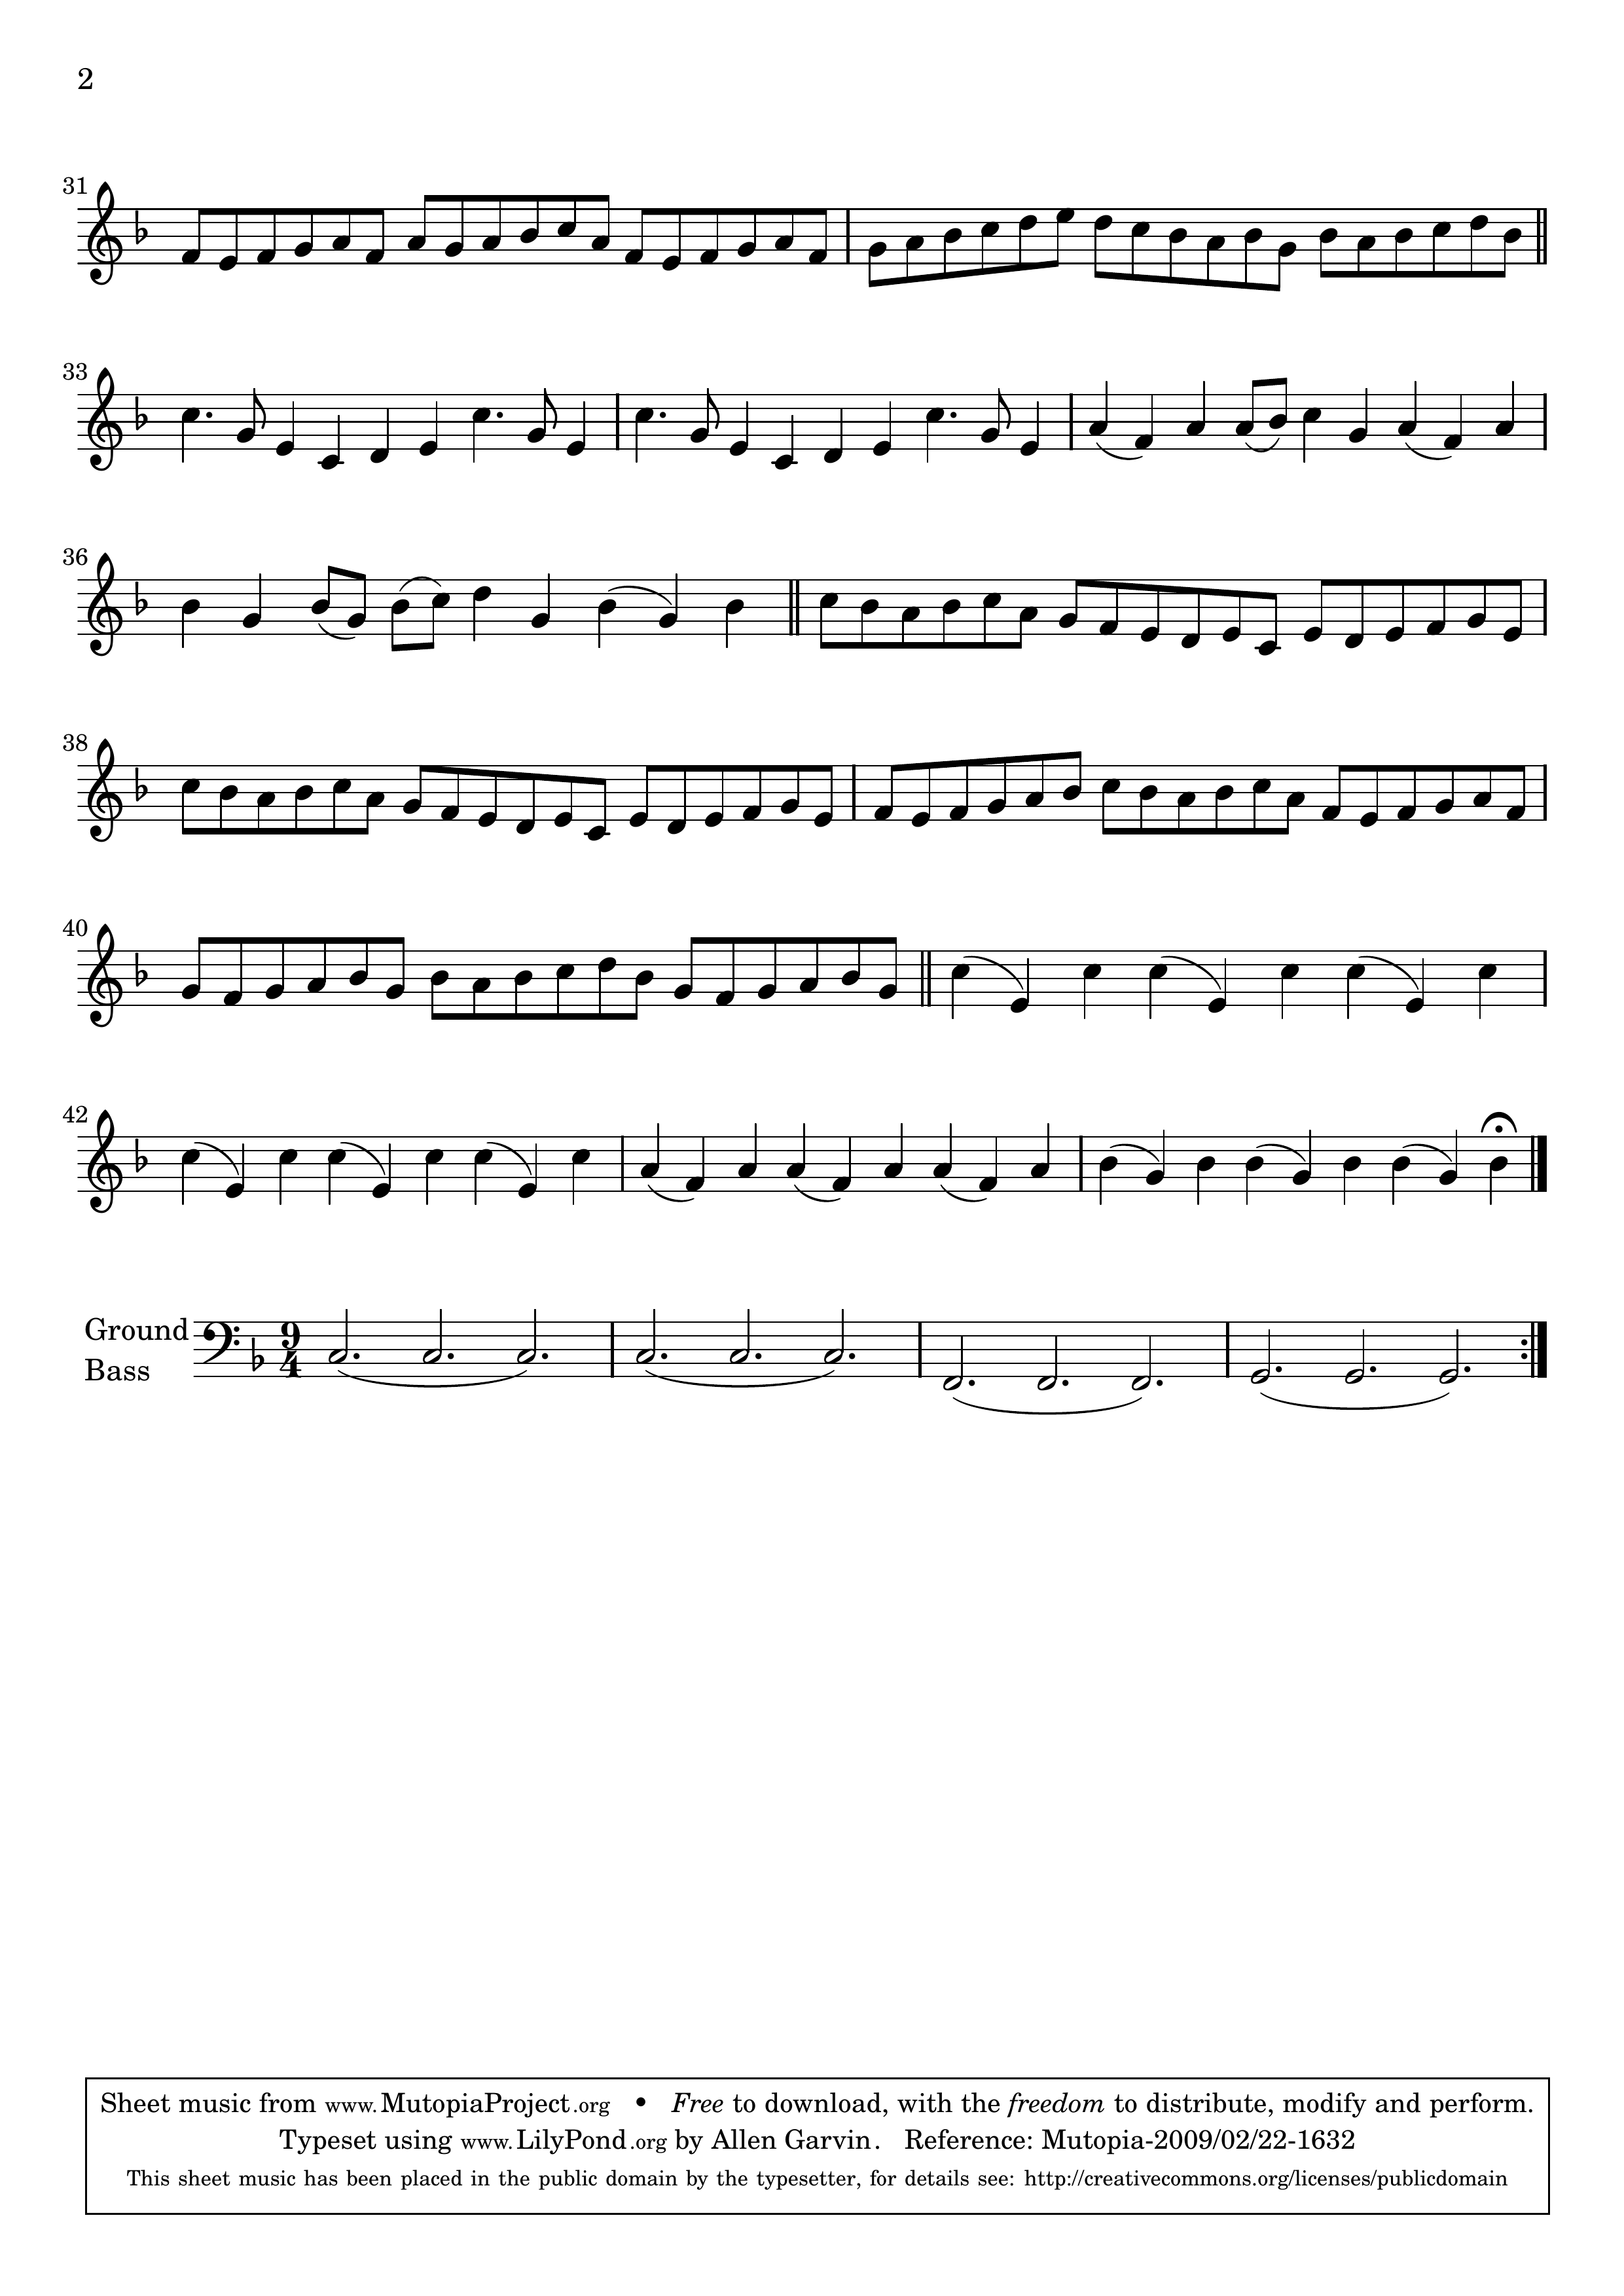 2
31
33
36
38
40
42
Ground
Bass
9
4
Sheet music from www.MutopiaProject.org • Free to download, with the freedom to distribute, modify and perform.
Typeset using www.LilyPond.org by Allen Garvin. Reference: Mutopia-2009/02/22-1632
This sheet music has been placed in the public domain by the typesetter, for details see: http://creativecommons.org/licenses/publicdomain